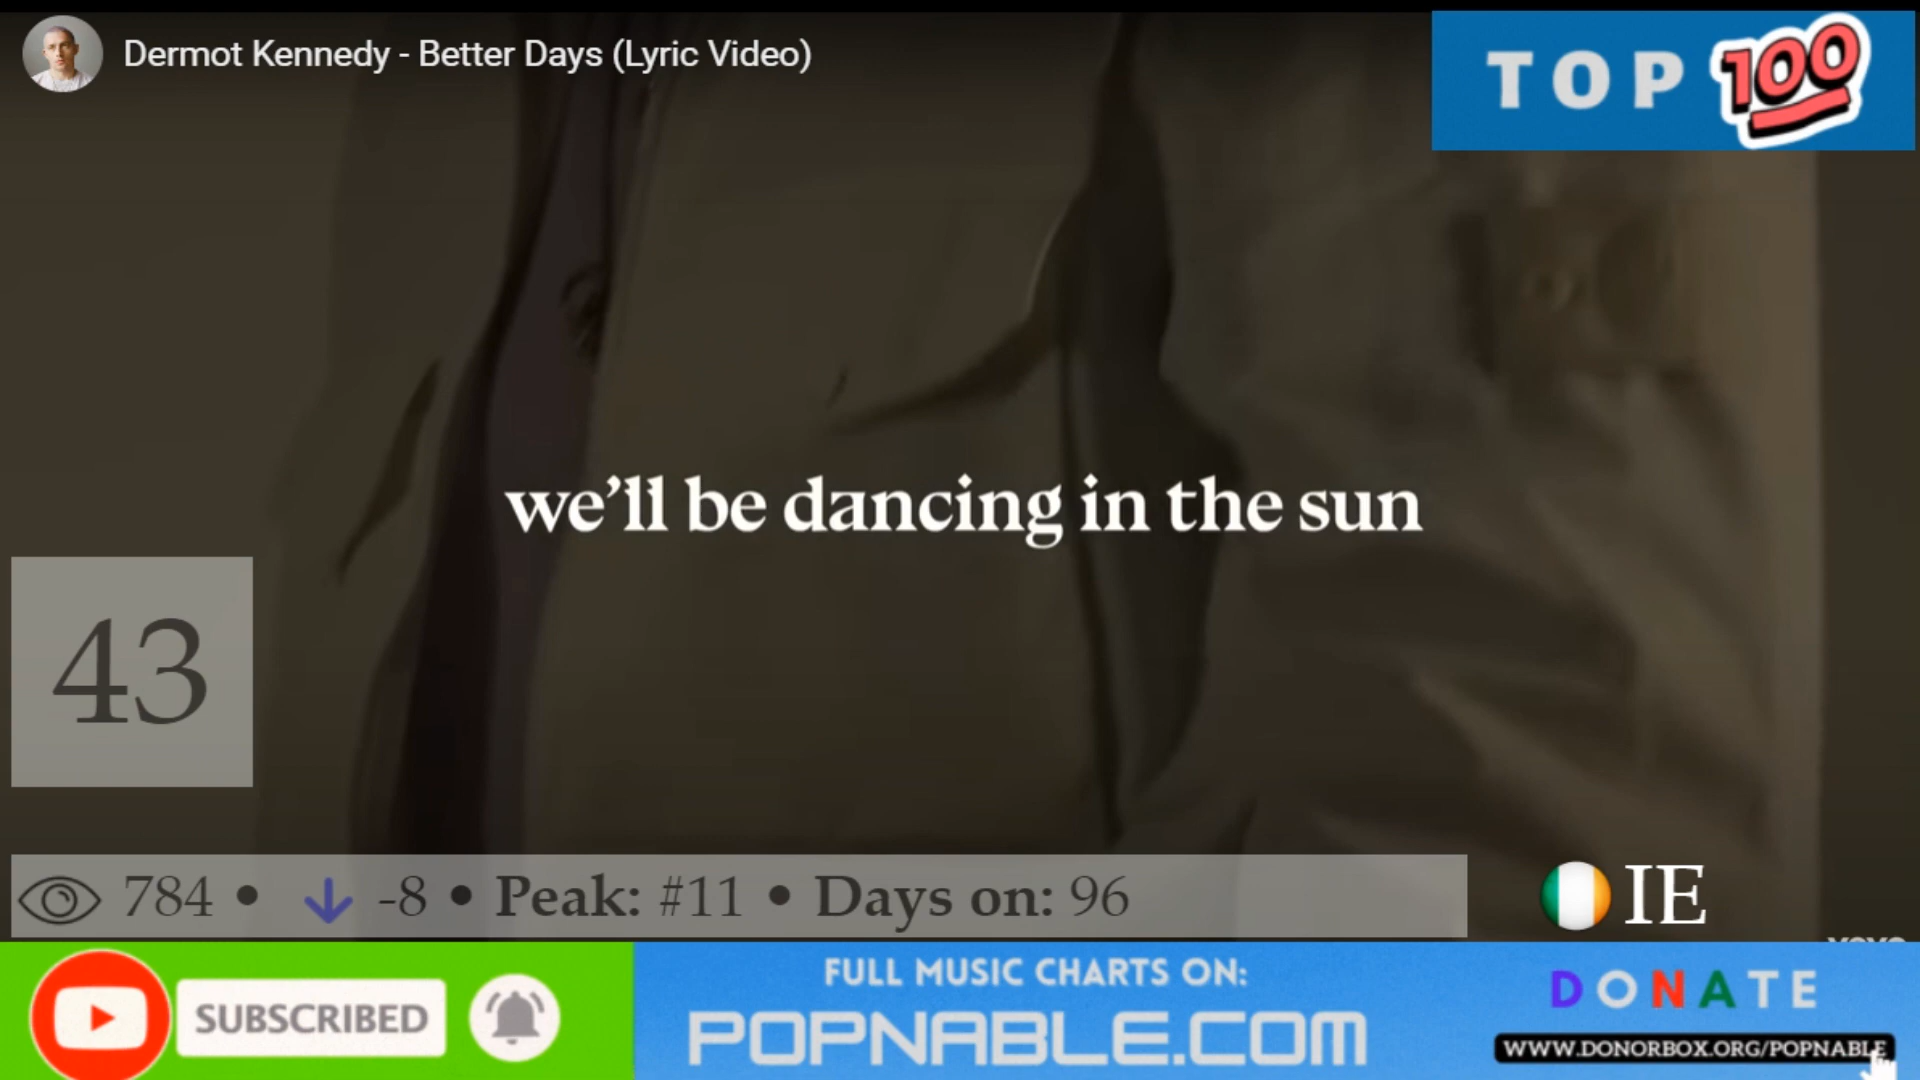 Dermot Kennedy - Better Days (Lyric Video)
TOP 100
we'll be dancing in the sun
43
784 • -8 • Peak: #11 • Days on: 96
IE
SUBSCRIBED
FULL MUSIC CHARTS ON:
POPNABLE.COM
DONATE
WWW.DONORBOX.ORG/POPNABLE